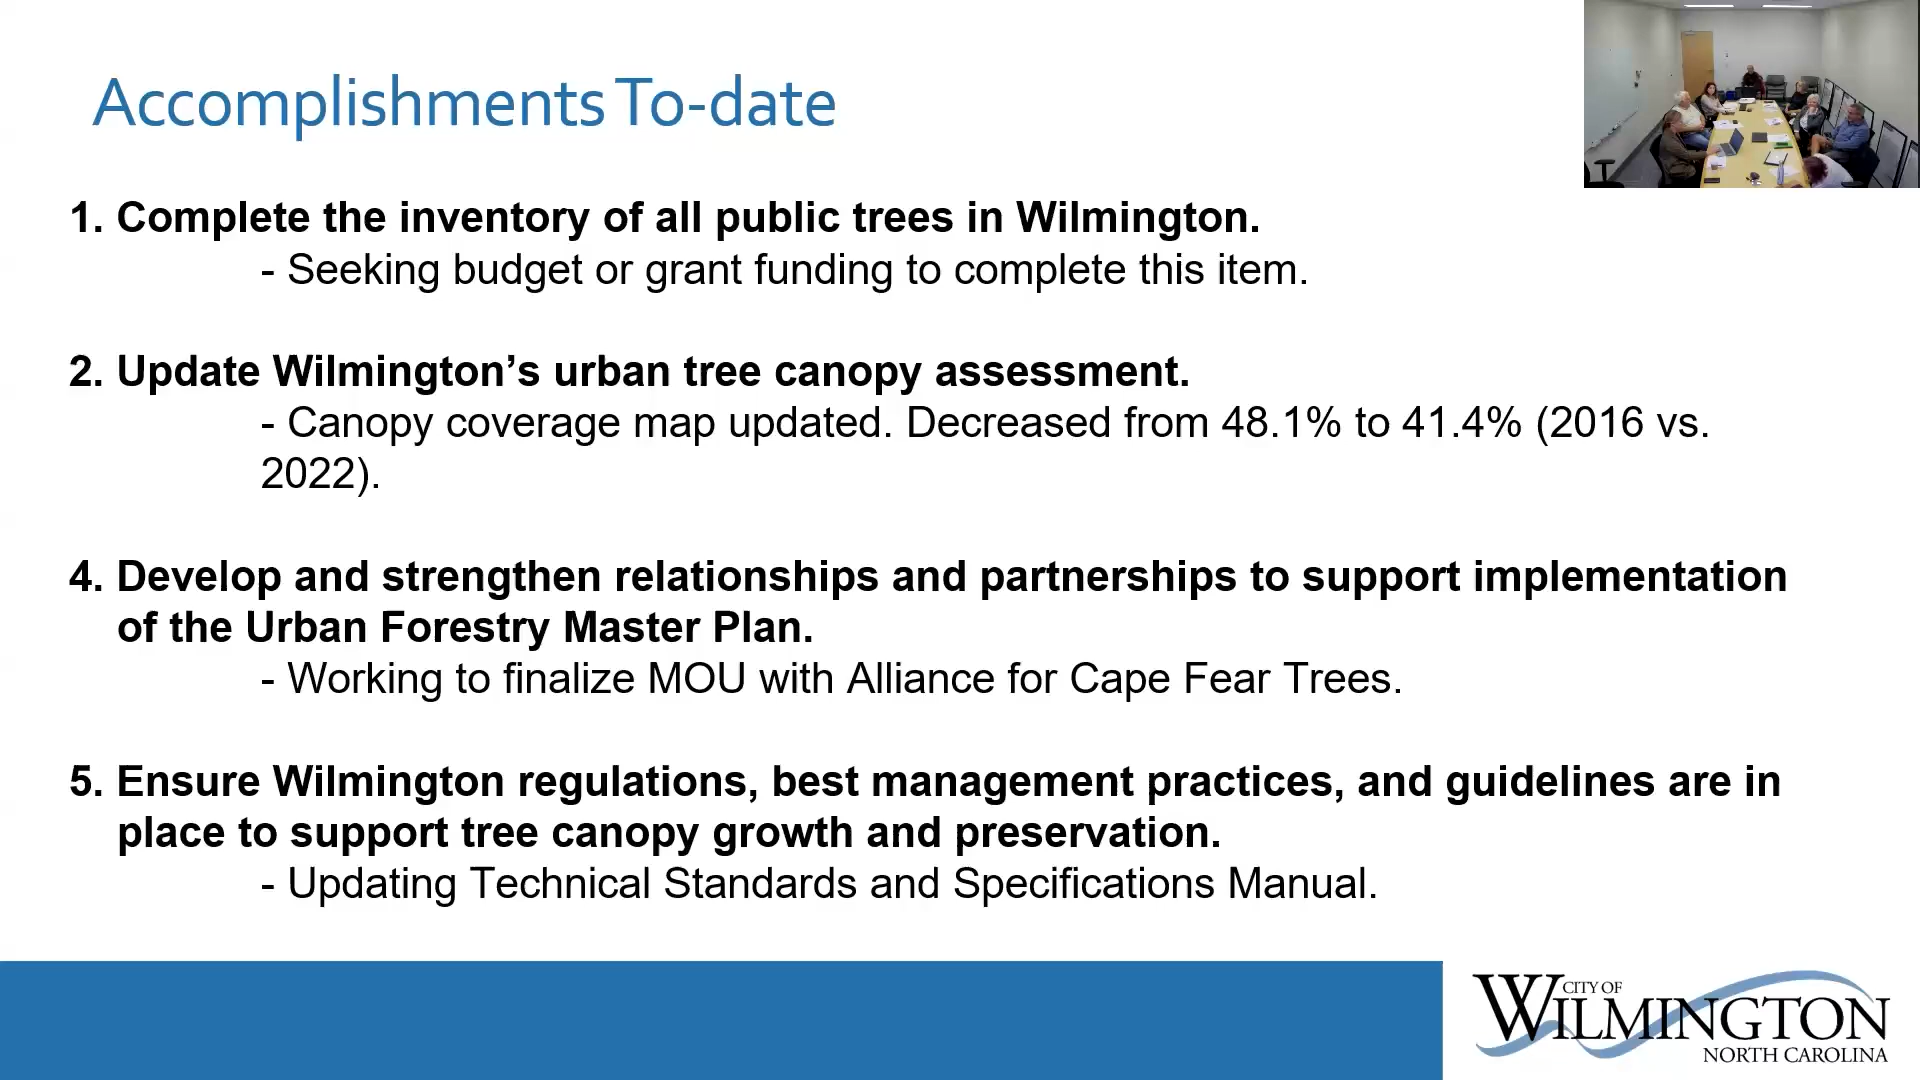 Accomplishments To-date
1. Complete the inventory of all public trees in Wilmington.
- Seeking budget or grant funding to complete this item.
2. Update Wilmington’s urban tree canopy assessment.
- Canopy coverage map updated. Decreased from 48.1% to 41.4% (2016 vs.
2022).
4. Develop and strengthen relationships and partnerships to support implementation
of the Urban Forestry Master Plan.
- Working to finalize MOU with Alliance for Cape Fear Trees.
5. Ensure Wilmington regulations, best management practices, and guidelines are in
place to support tree canopy growth and preservation.
- Updating Technical Standards and Specifications Manual.
CITY OF
WILMINGTON
NORTH CAROLINA